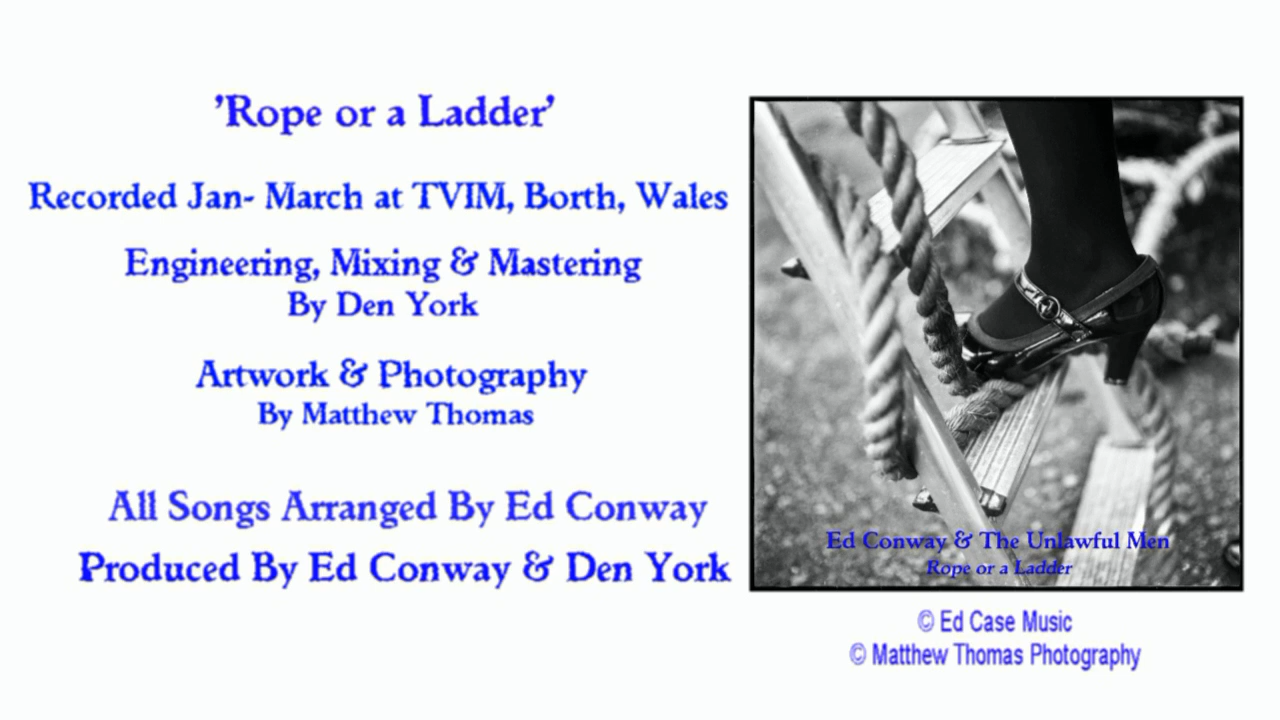 'Rope or a Ladder'
Recorded Jan- March at TVIM, Borth, Wales
Engineering, Mixing & Mastering
By Den York
Artwork & Photography
By Matthew Thomas
All Songs Arranged By Ed Conway
Produced By Ed Conway & Den York
Ed Conway & The Unlawful Men
Rope or a Ladder
© Ed Case Music
© Matthew Thomas Photography